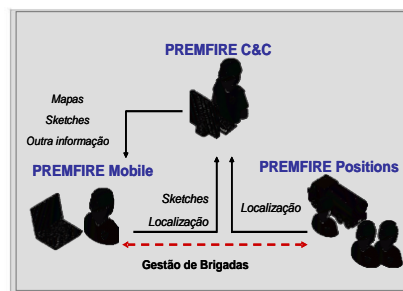 PREMFIRE C&C
Mapas
Sketches
Outra informação
PREMFIRE Mobile
PREMFIRE Positions
Sketches
Localização
Localização
Gestão de Brigadas